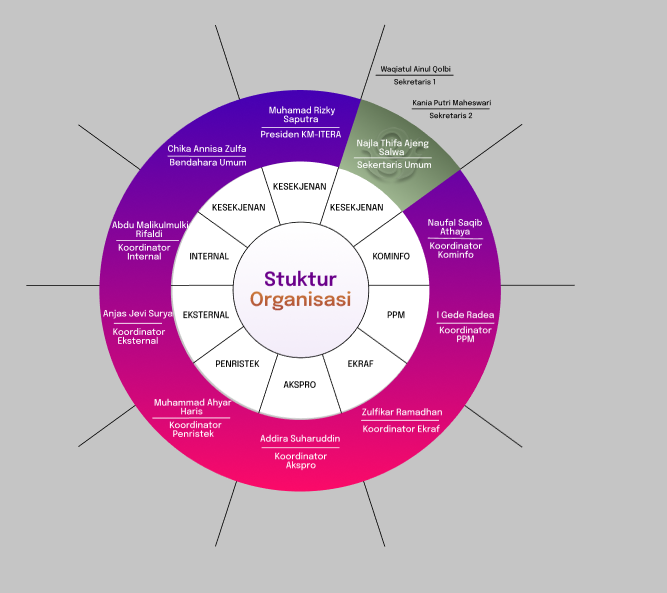 Waqiatul Ainul Qolbi
Sekretaris 1
Kania Putri Maheswari
Sekretaris 2
Muhamad Rizky
Saputra
Presiden KM-ITERA
Najla Thifa Ajeng
Salwa
Sekertaris Umum
Chika Annisa Zulfa
Bendahara Umum
Naufal Saqib
Athaya
Koordinator
Kominfo
Abdu Malikulmulki
Rifaldi
Koordinator
Internal
I Gede Radea
Koordinator
PPM
Anjas Jevi Surya
Koordinator
Eksternal
Zulfikar Ramadhan
Koordinator Ekraf
Muhammad Ahyar
Haris
Koordinator
Penristek
Addira Suharuddin
Koordinator
Akspro
KESEKJENAN
KESEKJENAN
KESEKJENAN
INTERNAL
KOMINFO
EKSTERNAL
PPM
PENRISTEK
EKRAF
AKSPRO
Stuktur
Organisasi